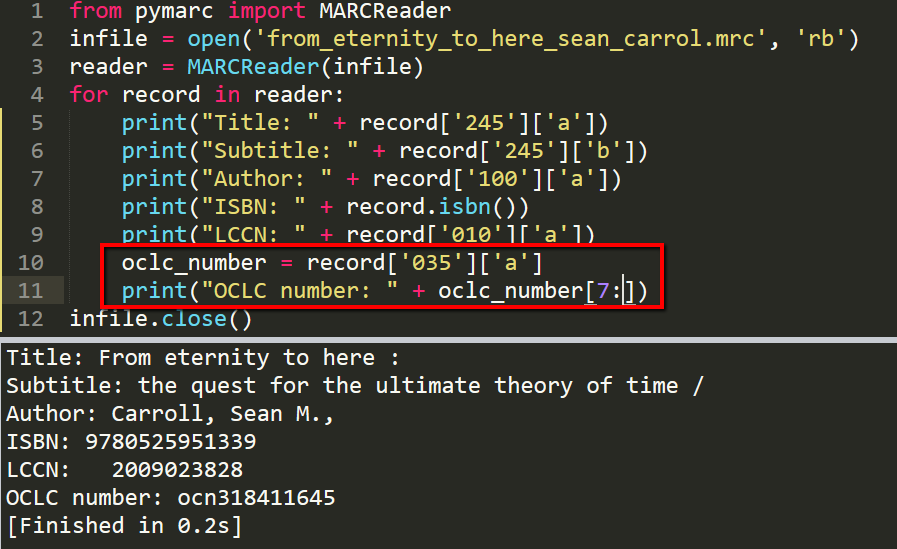 1 from pymarc import MARCReader
2 infile = open('from_eternity_to_here_sean_carrol.mrc', 'rb')
3 reader = MARCReader(infile)
4 for record in reader:
5     print("Title: " + record['245']['a'])
6     print("Subtitle: " + record['245']['b'])
7     print("Author: " + record['100']['a'])
8     print("ISBN: " + record.isbn())
9     print("LCCN: " + record['010']['a'])
10     oclc_number = record['035']['a']
11     print("OCLC number: " + oclc_number[7:])
12 infile.close()
Title: From eternity to here :
Subtitle: the quest for the ultimate theory of time /
Author: Carroll, Sean M.,
ISBN: 9780525951339
LCCN:   2009023828
OCLC number: ocn318411645
[Finished in 0.2s]